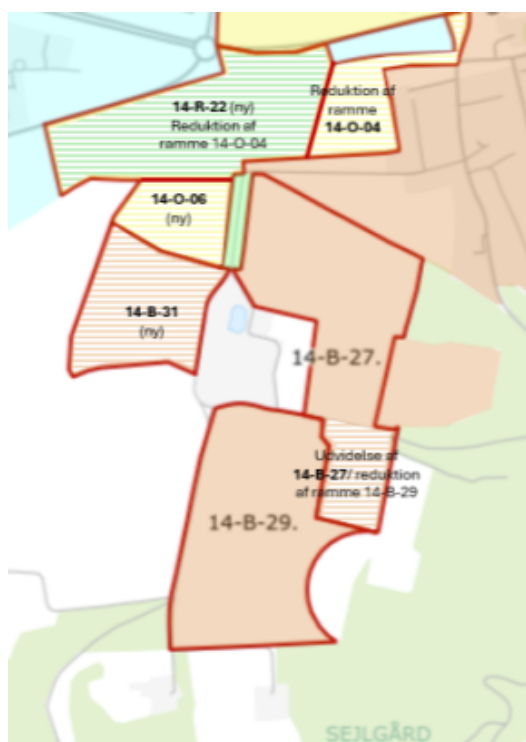 Reduktion af
ramme
14-O-04
14-R-22 (ny)
Reduktion af
ramme 14-O-04
14-O-06
(ny)
14-B-31
(ny)
14-B-27.
Udvidelse af
14-B-27/ reduktion
af ramme 14-B-29
14-B-29.
SEJLGÅRD